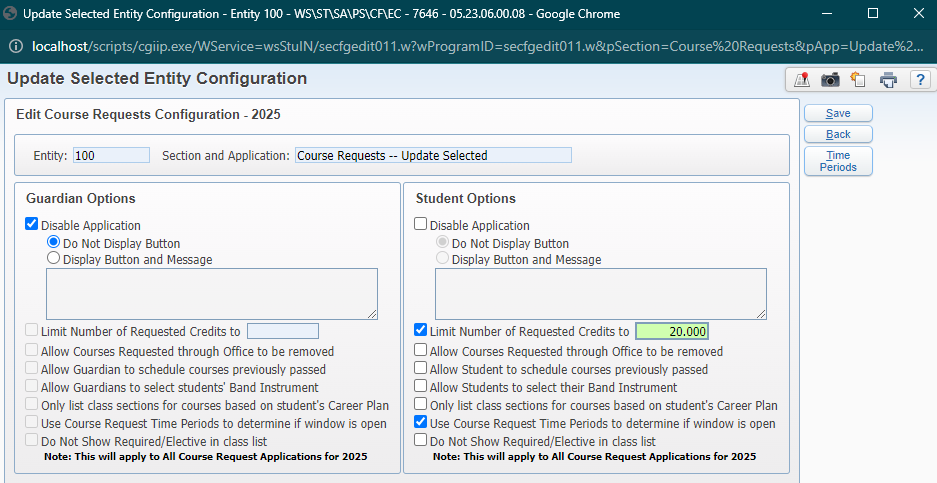 Update Selected Entity Configuration - Entity 100 - WS\ST\SA\PS\CF\EC - 7646 - 05.23.06.00.08 - Google Chrome
localhost/scripts/cgiip.exe/WService=wsStuIN/secfgedit011.w?wProgramID=secfgedit011.w&pSection=Course%20Requests&pApp=Update%2...
Update Selected Entity Configuration
?
Edit Course Requests Configuration - 2025
Save
Back
Time
Periods
Entity: 100 Section and Application: Course Requests -- Update Selected
Guardian Options
Disable Application
Do Not Display Button
Display Button and Message
Limit Number of Requested Credits to
Allow Courses Requested through Office to be removed
Allow Guardian to schedule courses previously passed
Allow Guardians to select students' Band Instrument
Only list class sections for courses based on student's Career Plan
Use Course Request Time Periods to determine if window is open
Do Not Show Required/Elective in class list
Note: This will apply to All Course Request Applications for 2025
Student Options
Disable Application
Do Not Display Button
Display Button and Message
Limit Number of Requested Credits to 20.000
Allow Courses Requested through Office to be removed
Allow Student to schedule courses previously passed
Allow Students to select their Band Instrument
Only list class sections for courses based on student's Career Plan
Use Course Request Time Periods to determine if window is open
Do Not Show Required/Elective in class list
Note: This will apply to All Course Request Applications for 2025